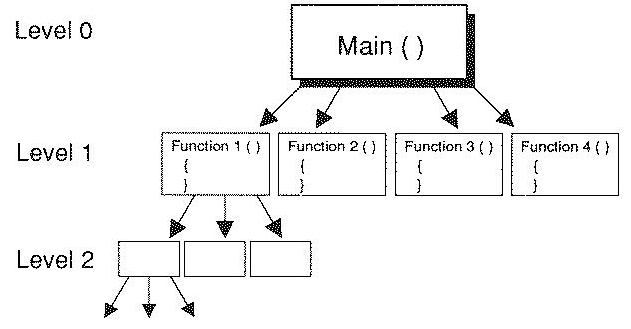 Level 0
Main ( )
Level 1
Function 1 ( )
{
}
Function 2 ( )
{
}
Function 3 ( )
{
}
Function 4 ( )
{
}
Level 2